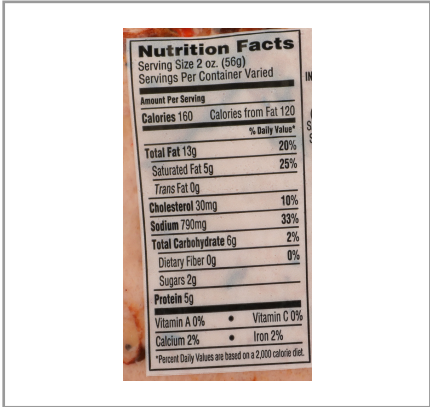 Nutrition Facts
Serving Size 2 oz. (56g)
Servings Per Container Varied
Amount Per Serving
Calories 160 Calories from Fat 120
% Daily Value*
Total Fat 13g 20%
Saturated Fat 5g 25%
Trans Fat 0g
Cholesterol 30mg 10%
Sodium 790mg 33%
Total Carbohydrate 6g 2%
Dietary Fiber 0g 0%
Sugars 2g
Protein 5g
Vitamin A 0% • Vitamin C 0%
Calcium 2% • Iron 2%
*Percent Daily Values are based on a 2,000 calorie diet.